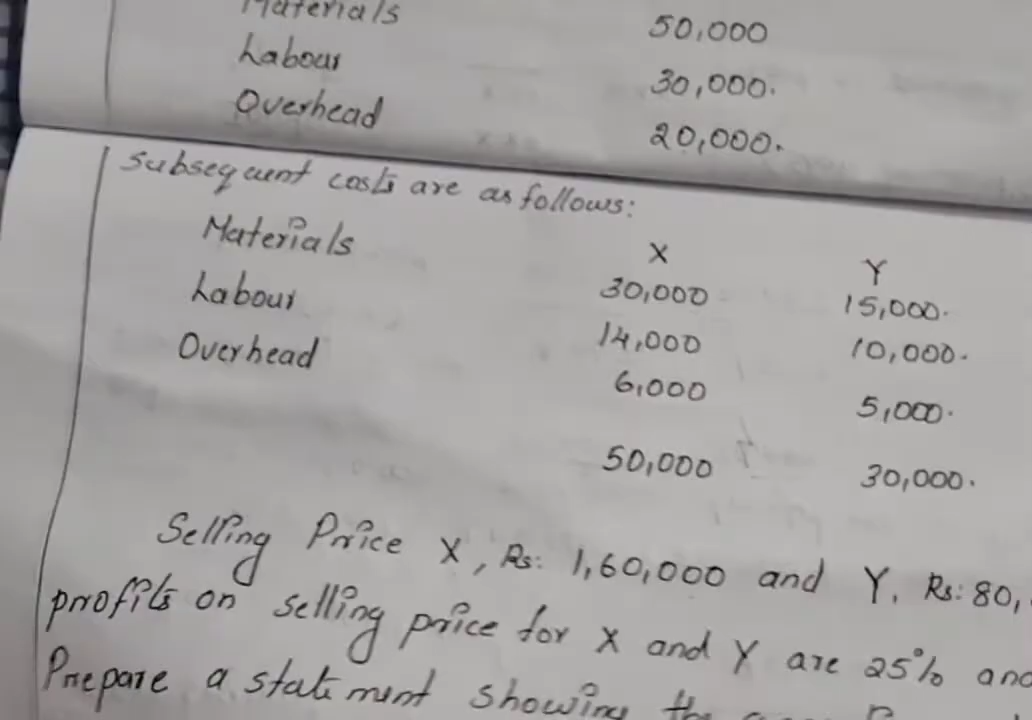 Materials 50,000
Labour 30,000.
Overhead 20,000.
Subsequent costs are as follows:
X Y
Materials 30,000 15,000.
Labour 14,000 10,000.
Overhead 6,000 5,000.
50,000 30,000.
Selling Price X, Rs: 1,60,000 and Y, Rs: 80,
profits on selling price for X and Y are 25% and
Prepare a statement showing the